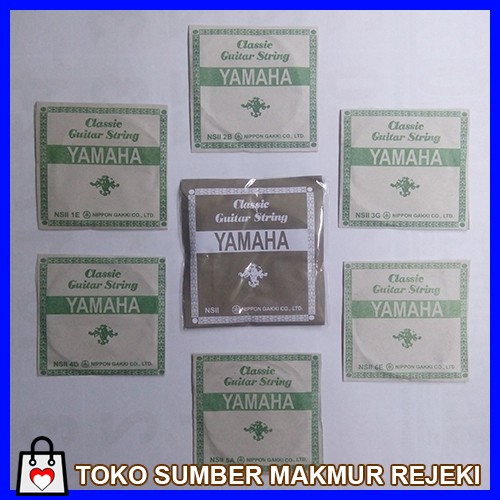 Classic
Guitar String
YAMAHA
NSII 2B NIPPON GAKKI CO., LTD.
Classic
Guitar String
YAMAHA
NSII 1E NIPPON GAKKI CO., LTD.
Classic
Guitar String
YAMAHA
NSII 3G NIPPON GAKKI CO., LTD.
Classic
Guitar String
YAMAHA
NSII NIPPON GAKKI CO., LTD.
Classic
Guitar String
YAMAHA
NSII 4D NIPPON GAKKI CO., LTD.
Classic
Guitar String
YAMAHA
NSII 6E NIPPON GAKKI CO., LTD.
Classic
Guitar String
YAMAHA
NSII 5A NIPPON GAKKI CO., LTD.
TOKO SUMBER MAKMUR REJEKI